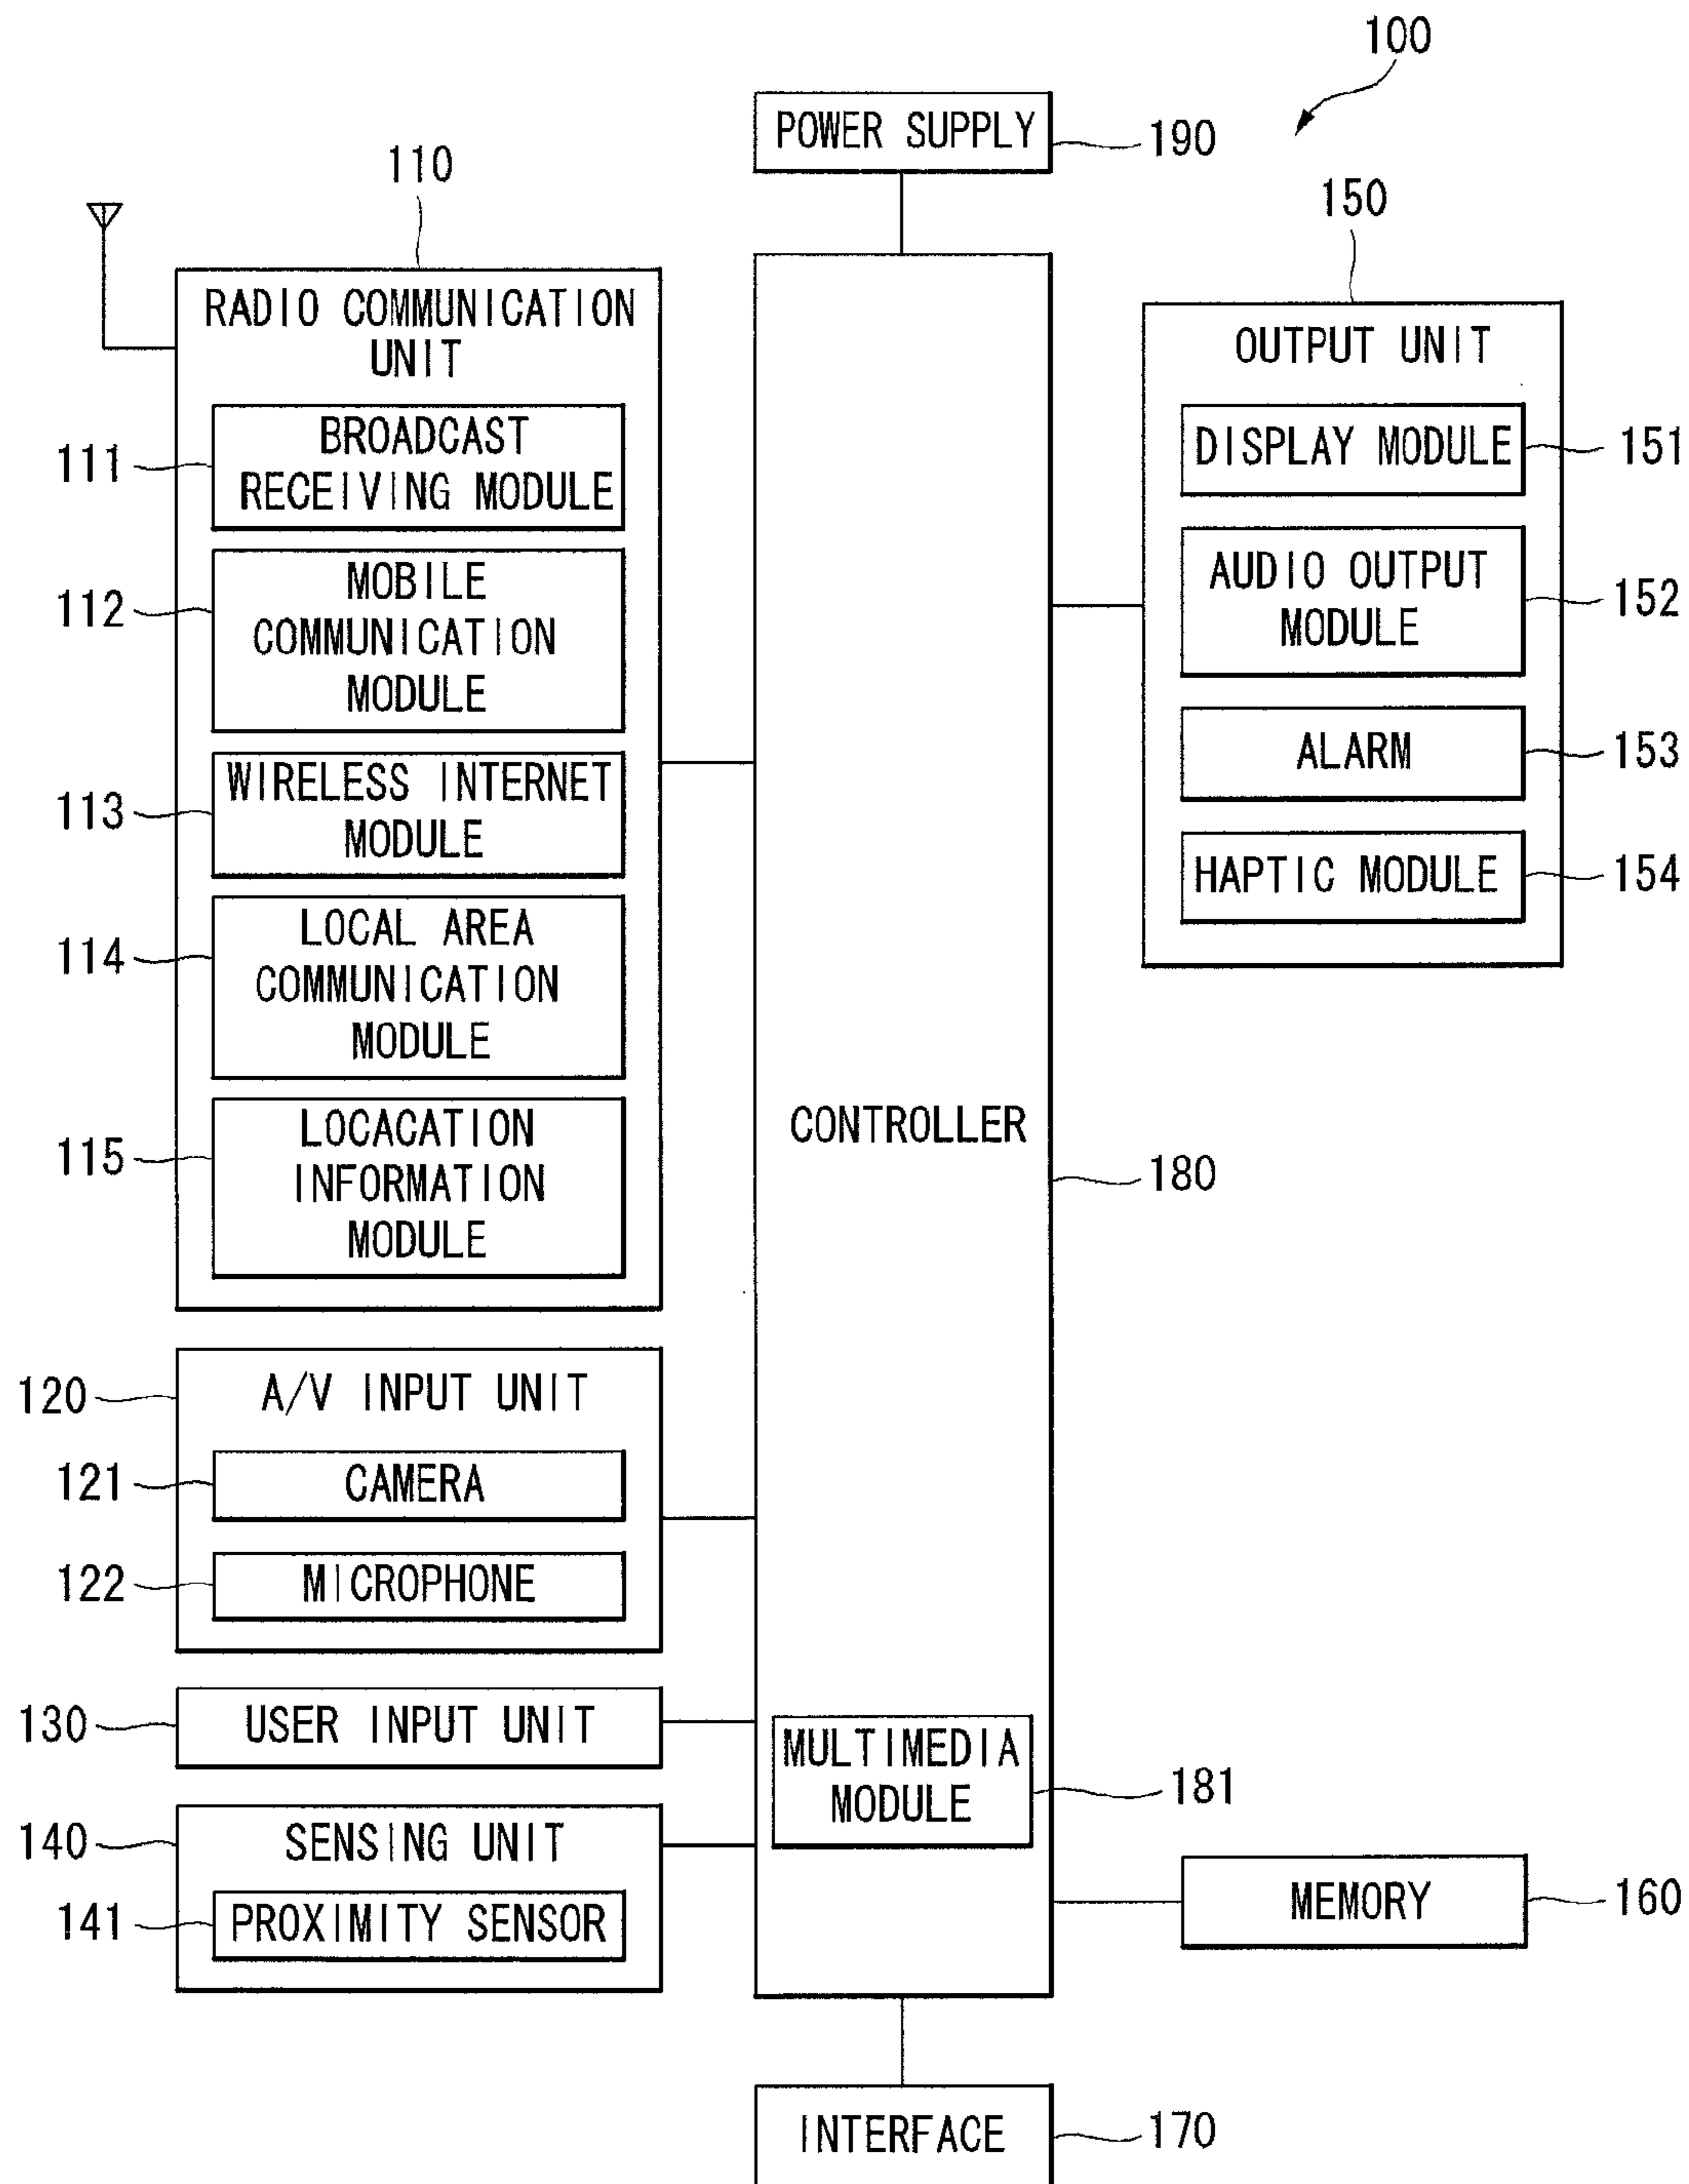 100
POWER SUPPLY
190
110
150
RADIO COMMUNICATION
UNIT
OUTPUT UNIT
BROADCAST
RECEIVING MODULE
111
DISPLAY MODULE
151
MOBILE
COMMUNICATION
MODULE
112
AUDIO OUTPUT
MODULE
152
WIRELESS INTERNET
MODULE
113
ALARM
153
HAPTIC MODULE
154
LOCAL AREA
COMMUNICATION
MODULE
114
LOCACATION
INFORMATION
MODULE
115
CONTROLLER
180
120
A/V INPUT UNIT
121
CAMERA
122
MICROPHONE
130
USER INPUT UNIT
MULTIMEDIA
MODULE
181
140
SENSING UNIT
141
PROXIMITY SENSOR
MEMORY
160
INTERFACE
170